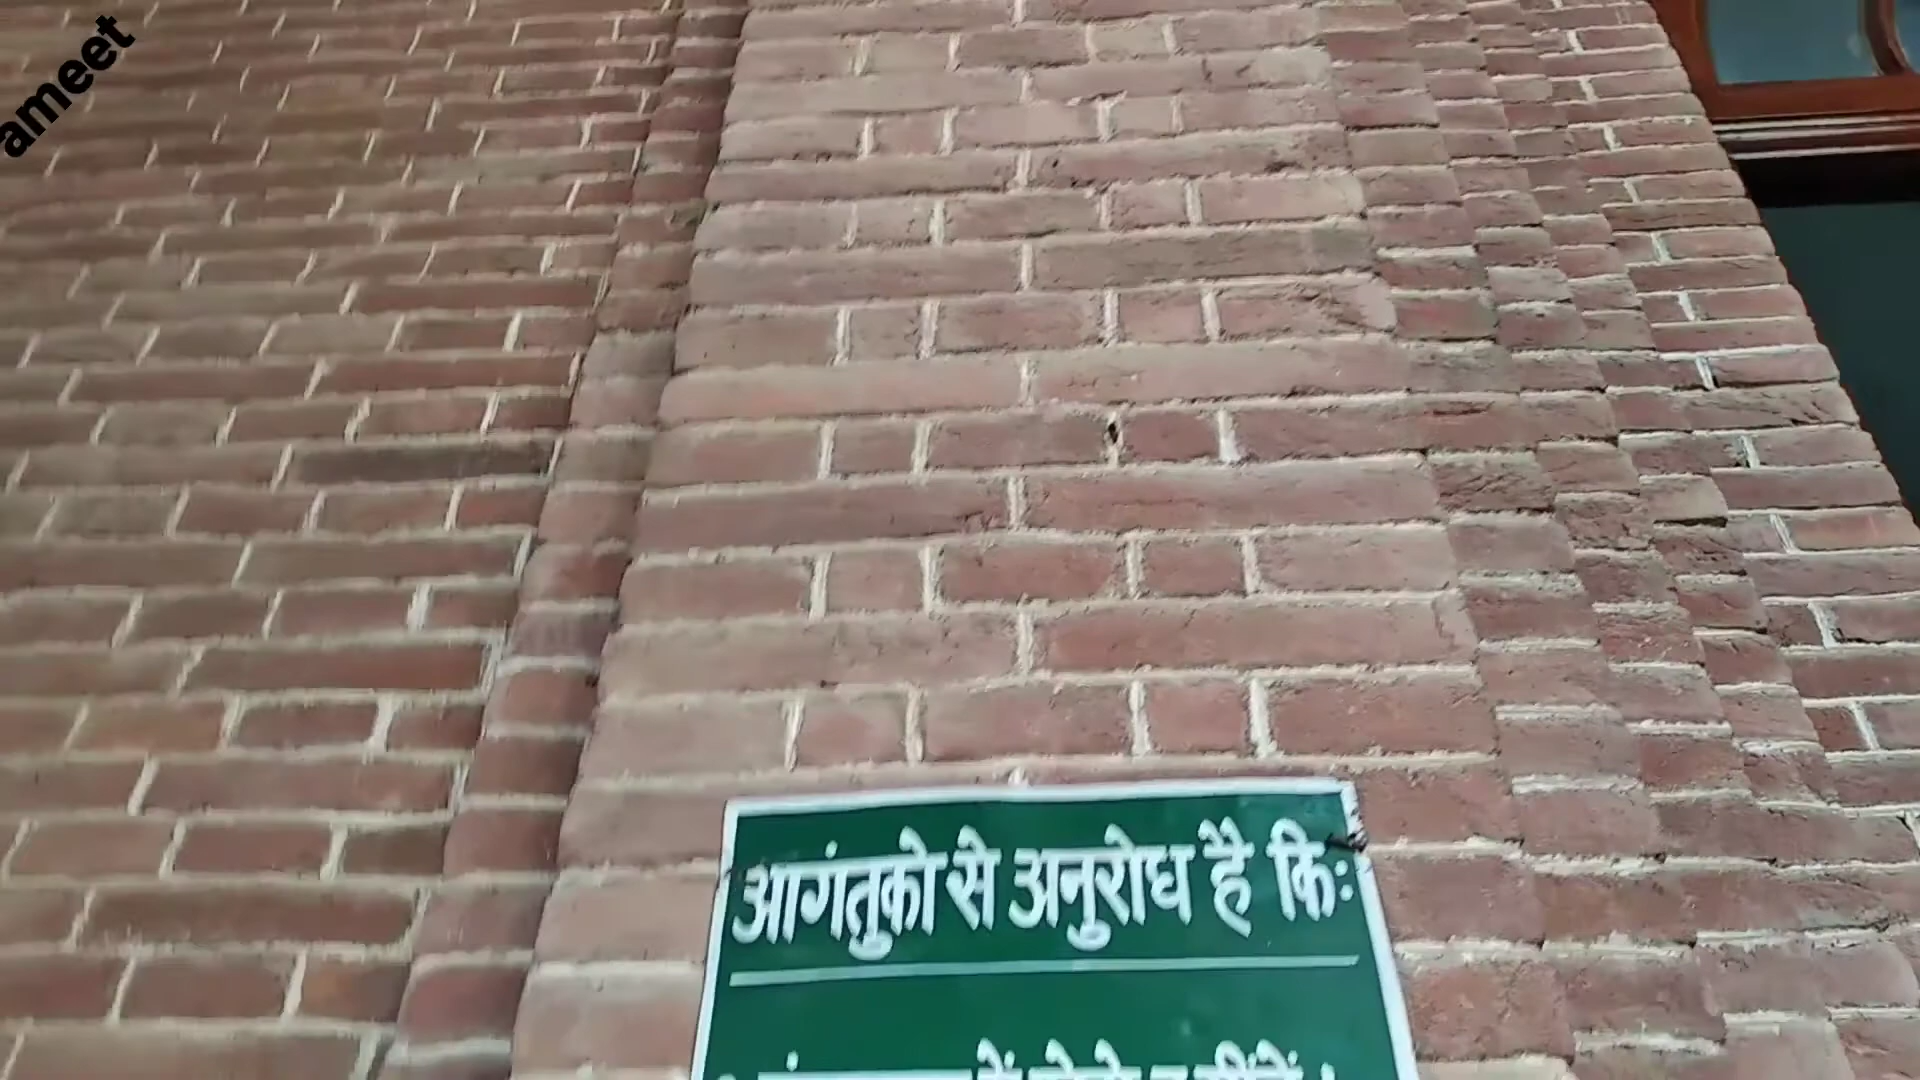 ameet
आगंतुको से अनुरोध है कि: